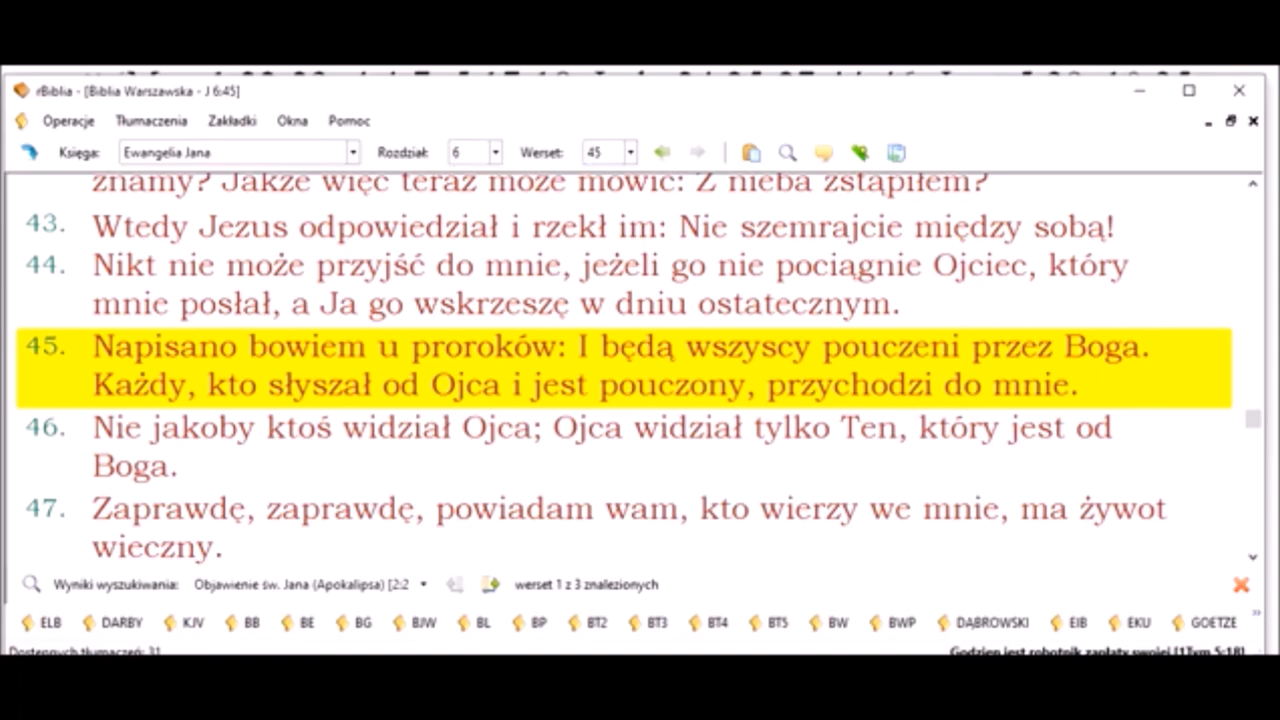 rBiblia - [Biblia Warszawska - J 6:45]
Operacje Tłumaczenia Zakładki Okna Pomoc
Księga: Ewangelia Jana Rozdział: 6 Werset: 45
znamy? Jakże więc teraz może mówić: Z nieba zstąpiłem?
43. Wtedy Jezus odpowiedział i rzekł im: Nie szemrajcie między sobą!
44. Nikt nie może przyjść do mnie, jeżeli go nie pociągnie Ojciec, który
mnie posłał, a Ja go wskrzeszę w dniu ostatecznym.
45. Napisano bowiem u proroków: I będą wszyscy pouczeni przez Boga.
Każdy, kto słyszał od Ojca i jest pouczony, przychodzi do mnie.
46. Nie jakoby ktoś widział Ojca; Ojca widział tylko Ten, który jest od
Boga.
47. Zaprawdę, zaprawdę, powiadam wam, kto wierzy we mnie, ma żywot
wieczny.
Wyniki wyszukiwania: Objawienie św. Jana (Apokalipsa) [2:2 werset 1 z 3 znalezionych
ELB DARBY KJV BB BE BG BJW BL BP BT2 BT3 BT4 BT5 BW BWP DĄBROWSKI EIB EKU GOETZE
Dostępnych tłumaczeń: 31 Godzien jest robotnik zapłaty swojej [1Tym 5:18]